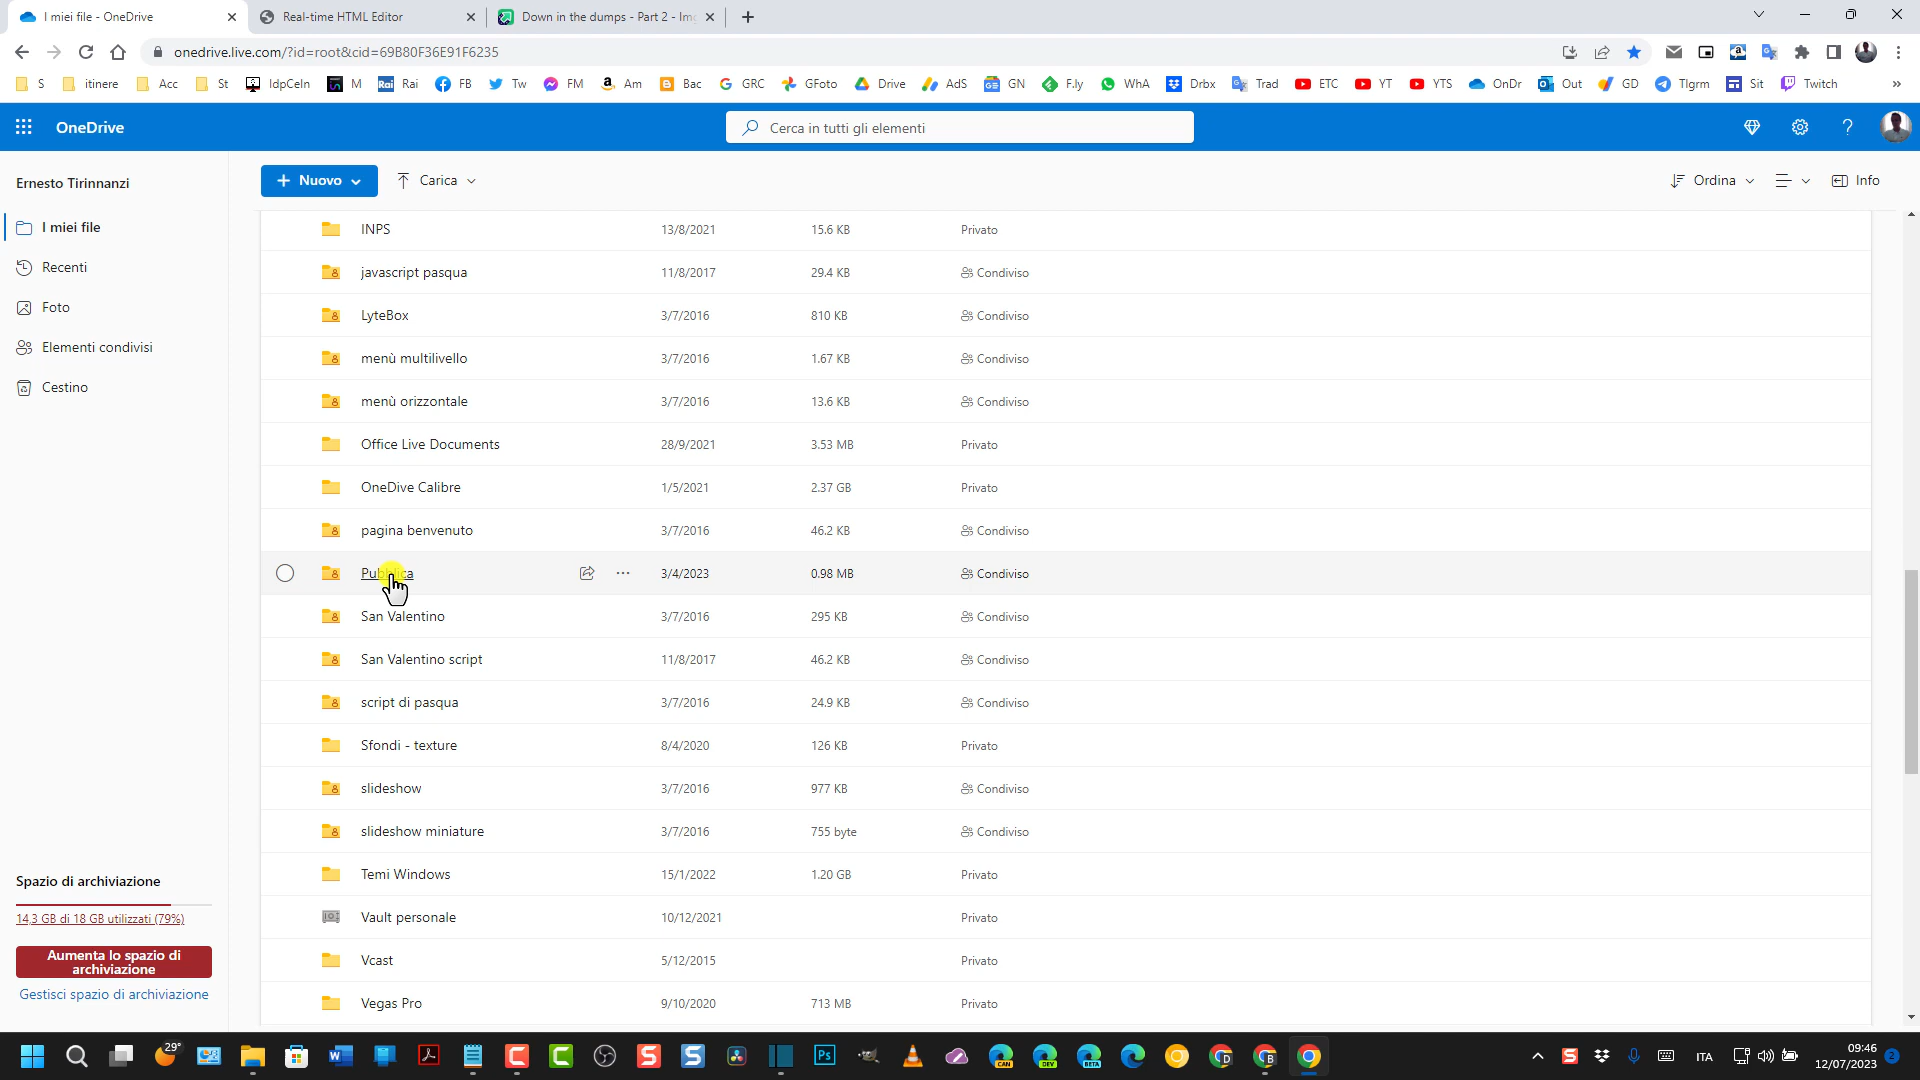 I miei file - OneDrive
Real-time HTML Editor
Down in the dumps - Part 2 - Im
onedrive.live.com/?id=root&cid=69B80F36E91F6235
S
itinere
Acc
St
IdpCeIn
M
Rai
FB
Tw
FM
Am
Bac
GRC
GFoto
Drive
AdS
GN
F.ly
WhA
Drbx
Trad
ETC
YT
YTS
OnDr
Out
GD
Tlgrm
Sit
Twitch
OneDrive
Cerca in tutti gli elementi
Ernesto Tirinnanzi
I miei file
Recenti
Foto
Elementi condivisi
Cestino
Nuovo
Carica
Ordina
Info
INPS 13/8/2021 15.6 KB Privato
javascript pasqua 11/8/2017 29.4 KB Condiviso
LyteBox 3/7/2016 810 KB Condiviso
menù multilivello 3/7/2016 1.67 KB Condiviso
menù orizzontale 3/7/2016 13.6 KB Condiviso
Office Live Documents 28/9/2021 3.53 MB Privato
OneDive Calibre 1/5/2021 2.37 GB Privato
pagina benvenuto 3/7/2016 46.2 KB Condiviso
Pubblica 3/4/2023 0.98 MB Condiviso
San Valentino 3/7/2016 295 KB Condiviso
San Valentino script 11/8/2017 46.2 KB Condiviso
script di pasqua 3/7/2016 24.9 KB Condiviso
Sfondi - texture 8/4/2020 126 KB Privato
slideshow 3/7/2016 977 KB Condiviso
slideshow miniature 3/7/2016 755 byte Condiviso
Temi Windows 15/1/2022 1.20 GB Privato
Vault personale 10/12/2021 Privato
Vcast 5/12/2015 Privato
Vegas Pro 9/10/2020 713 MB Privato
Spazio di archiviazione
14,3 GB di 18 GB utilizzati (79%)
Aumenta lo spazio di
archiviazione
Gestisci spazio di archiviazione
29°
CAN
DEV
BETA
ITA
09:46
12/07/2023
2